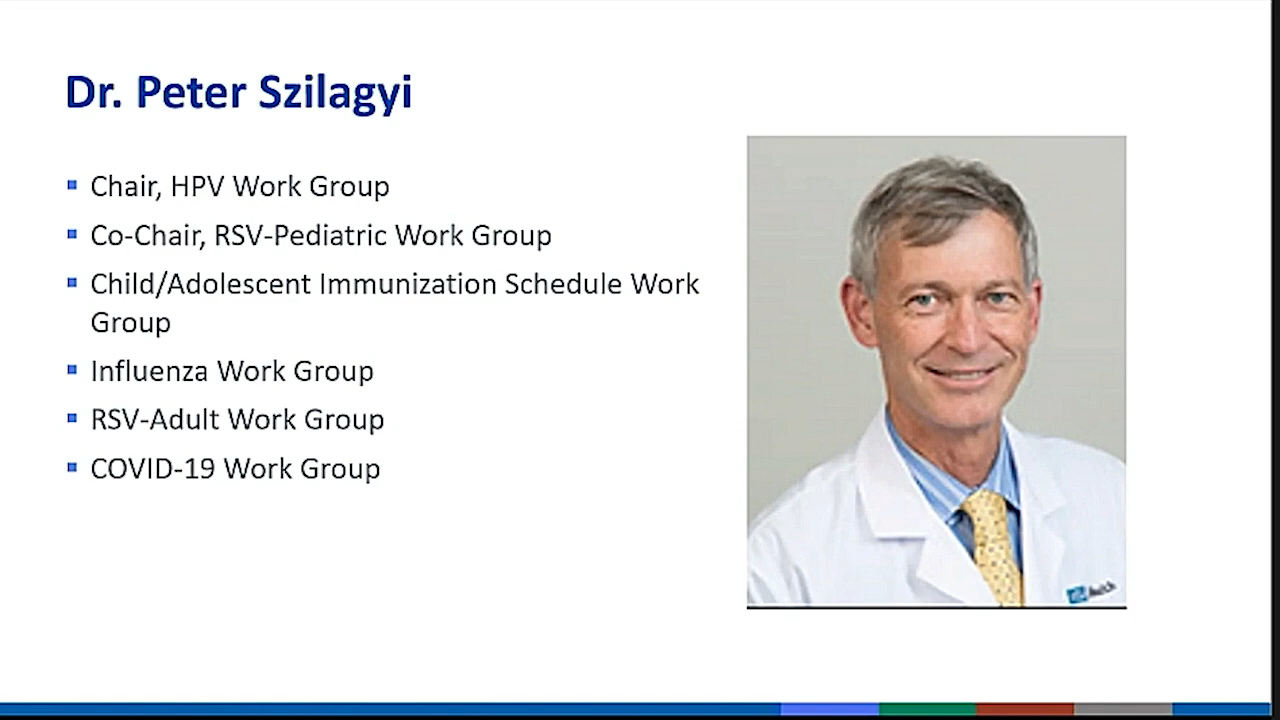 Dr. Peter Szilagyi
Chair, HPV Work Group
Co-Chair, RSV-Pediatric Work Group
Child/Adolescent Immunization Schedule Work
Group
Influenza Work Group
RSV-Adult Work Group
COVID-19 Work Group